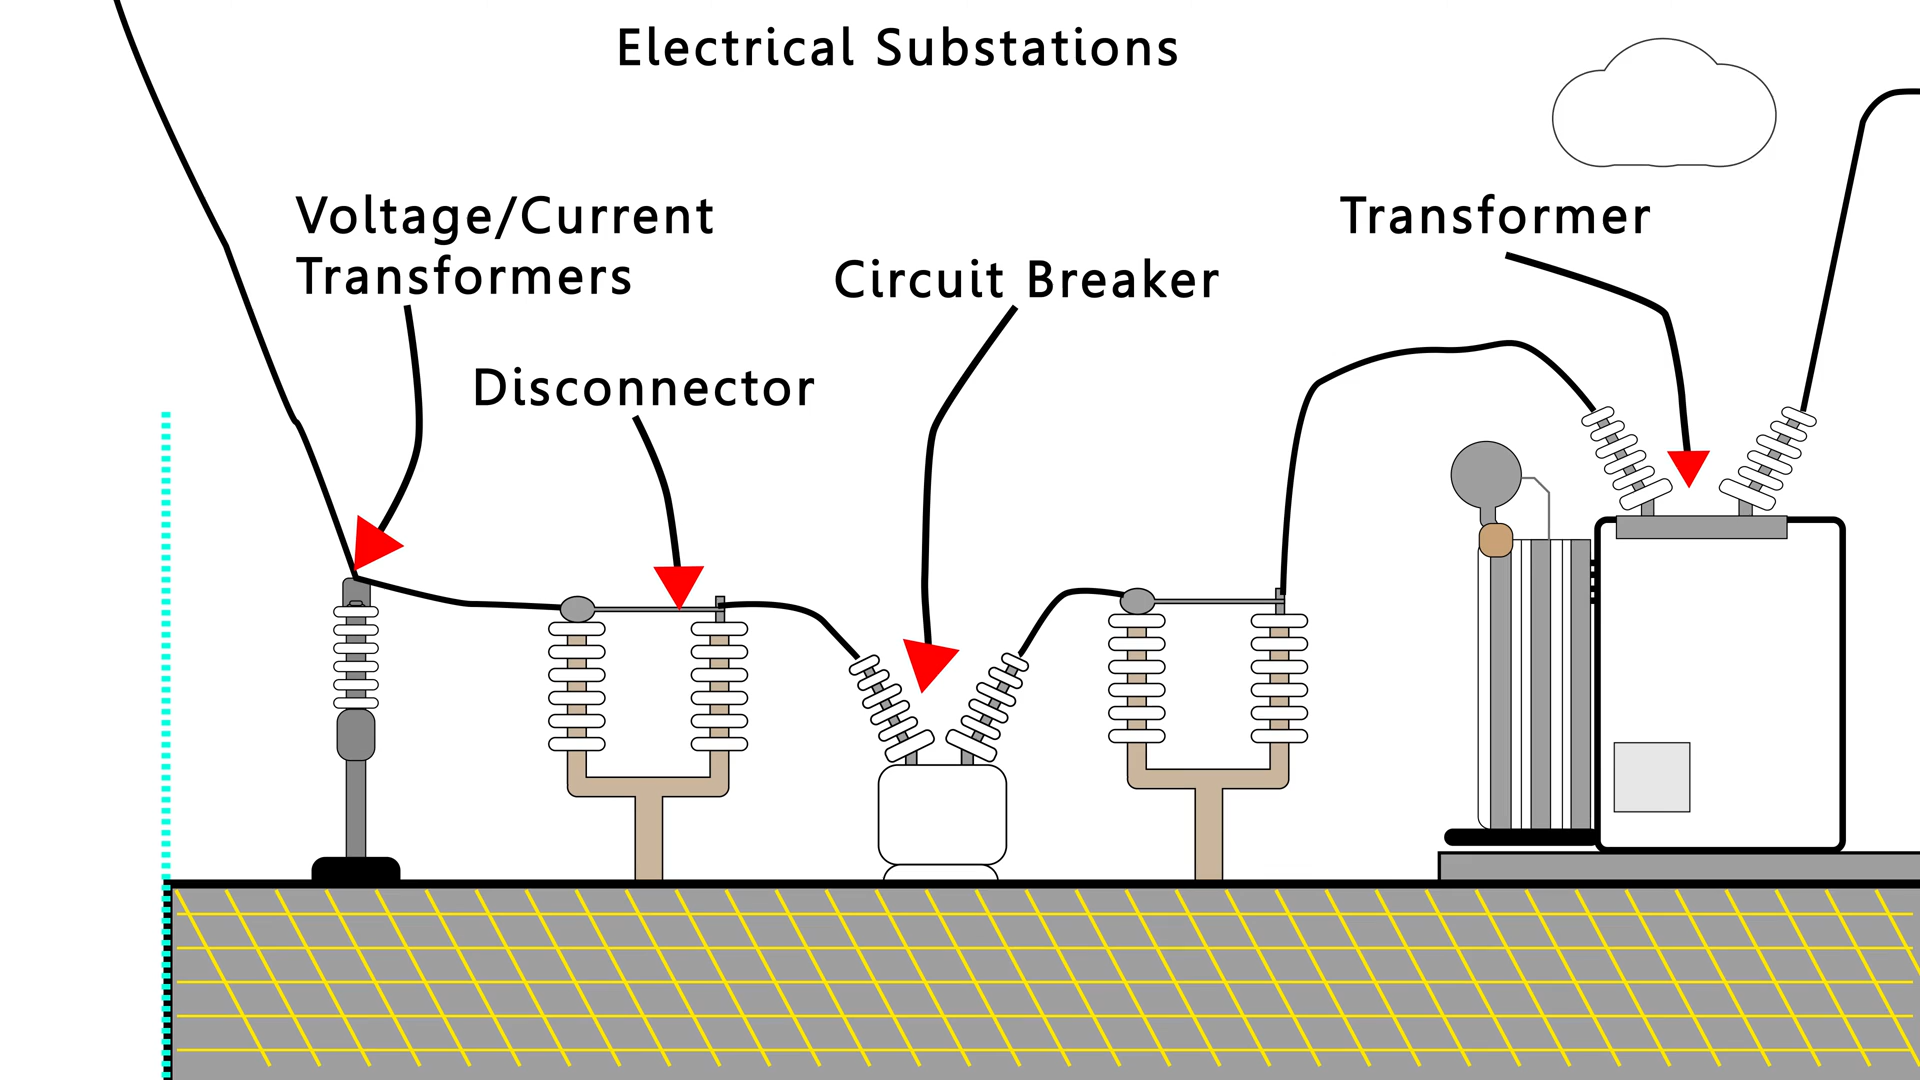 Electrical Substations
Voltage/Current
Transformers
Disconnector
Circuit Breaker
Transformer